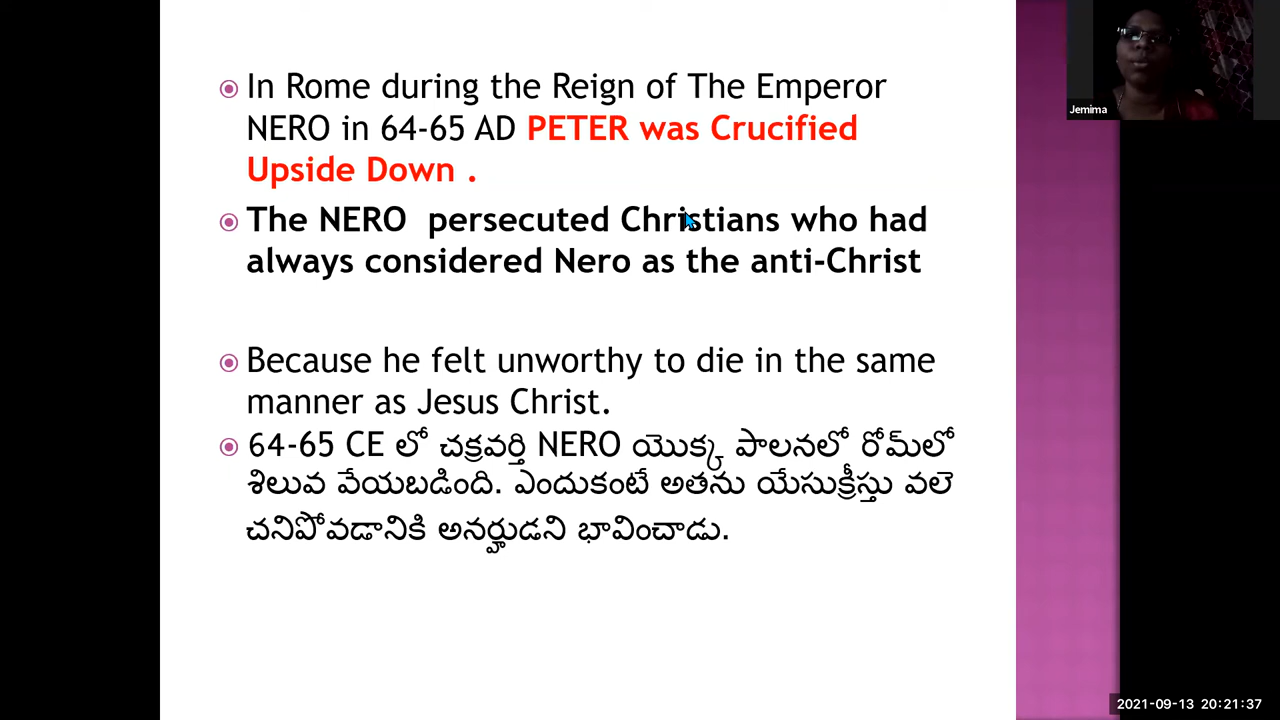 In Rome during the Reign of The Emperor
NERO in 64-65 AD PETER was Crucified
Upside Down .
The NERO persecuted Christians who had
always considered Nero as the anti-Christ
Because he felt unworthy to die in the same
manner as Jesus Christ.
64-65 CE లో చక్రవర్తి NERO యొక్క పాలనలో రోమ్‌లో
శిలువ వేయబడింది. ఎందుకంటే అతను యేసుక్రీస్తు వలె
చనిపోవడానికి అనర్హుడని భావించాడు.
Jemima
2021-09-13 20:21:37